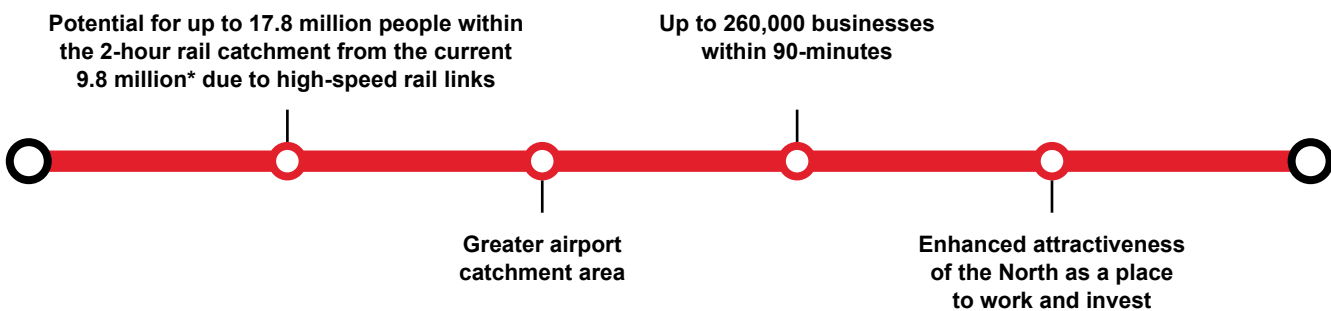 Potential for up to 17.8 million people within
the 2-hour rail catchment from the current
9.8 million* due to high-speed rail links
Up to 260,000 businesses
within 90-minutes
Greater airport
catchment area
Enhanced attractiveness
of the North as a place
to work and invest